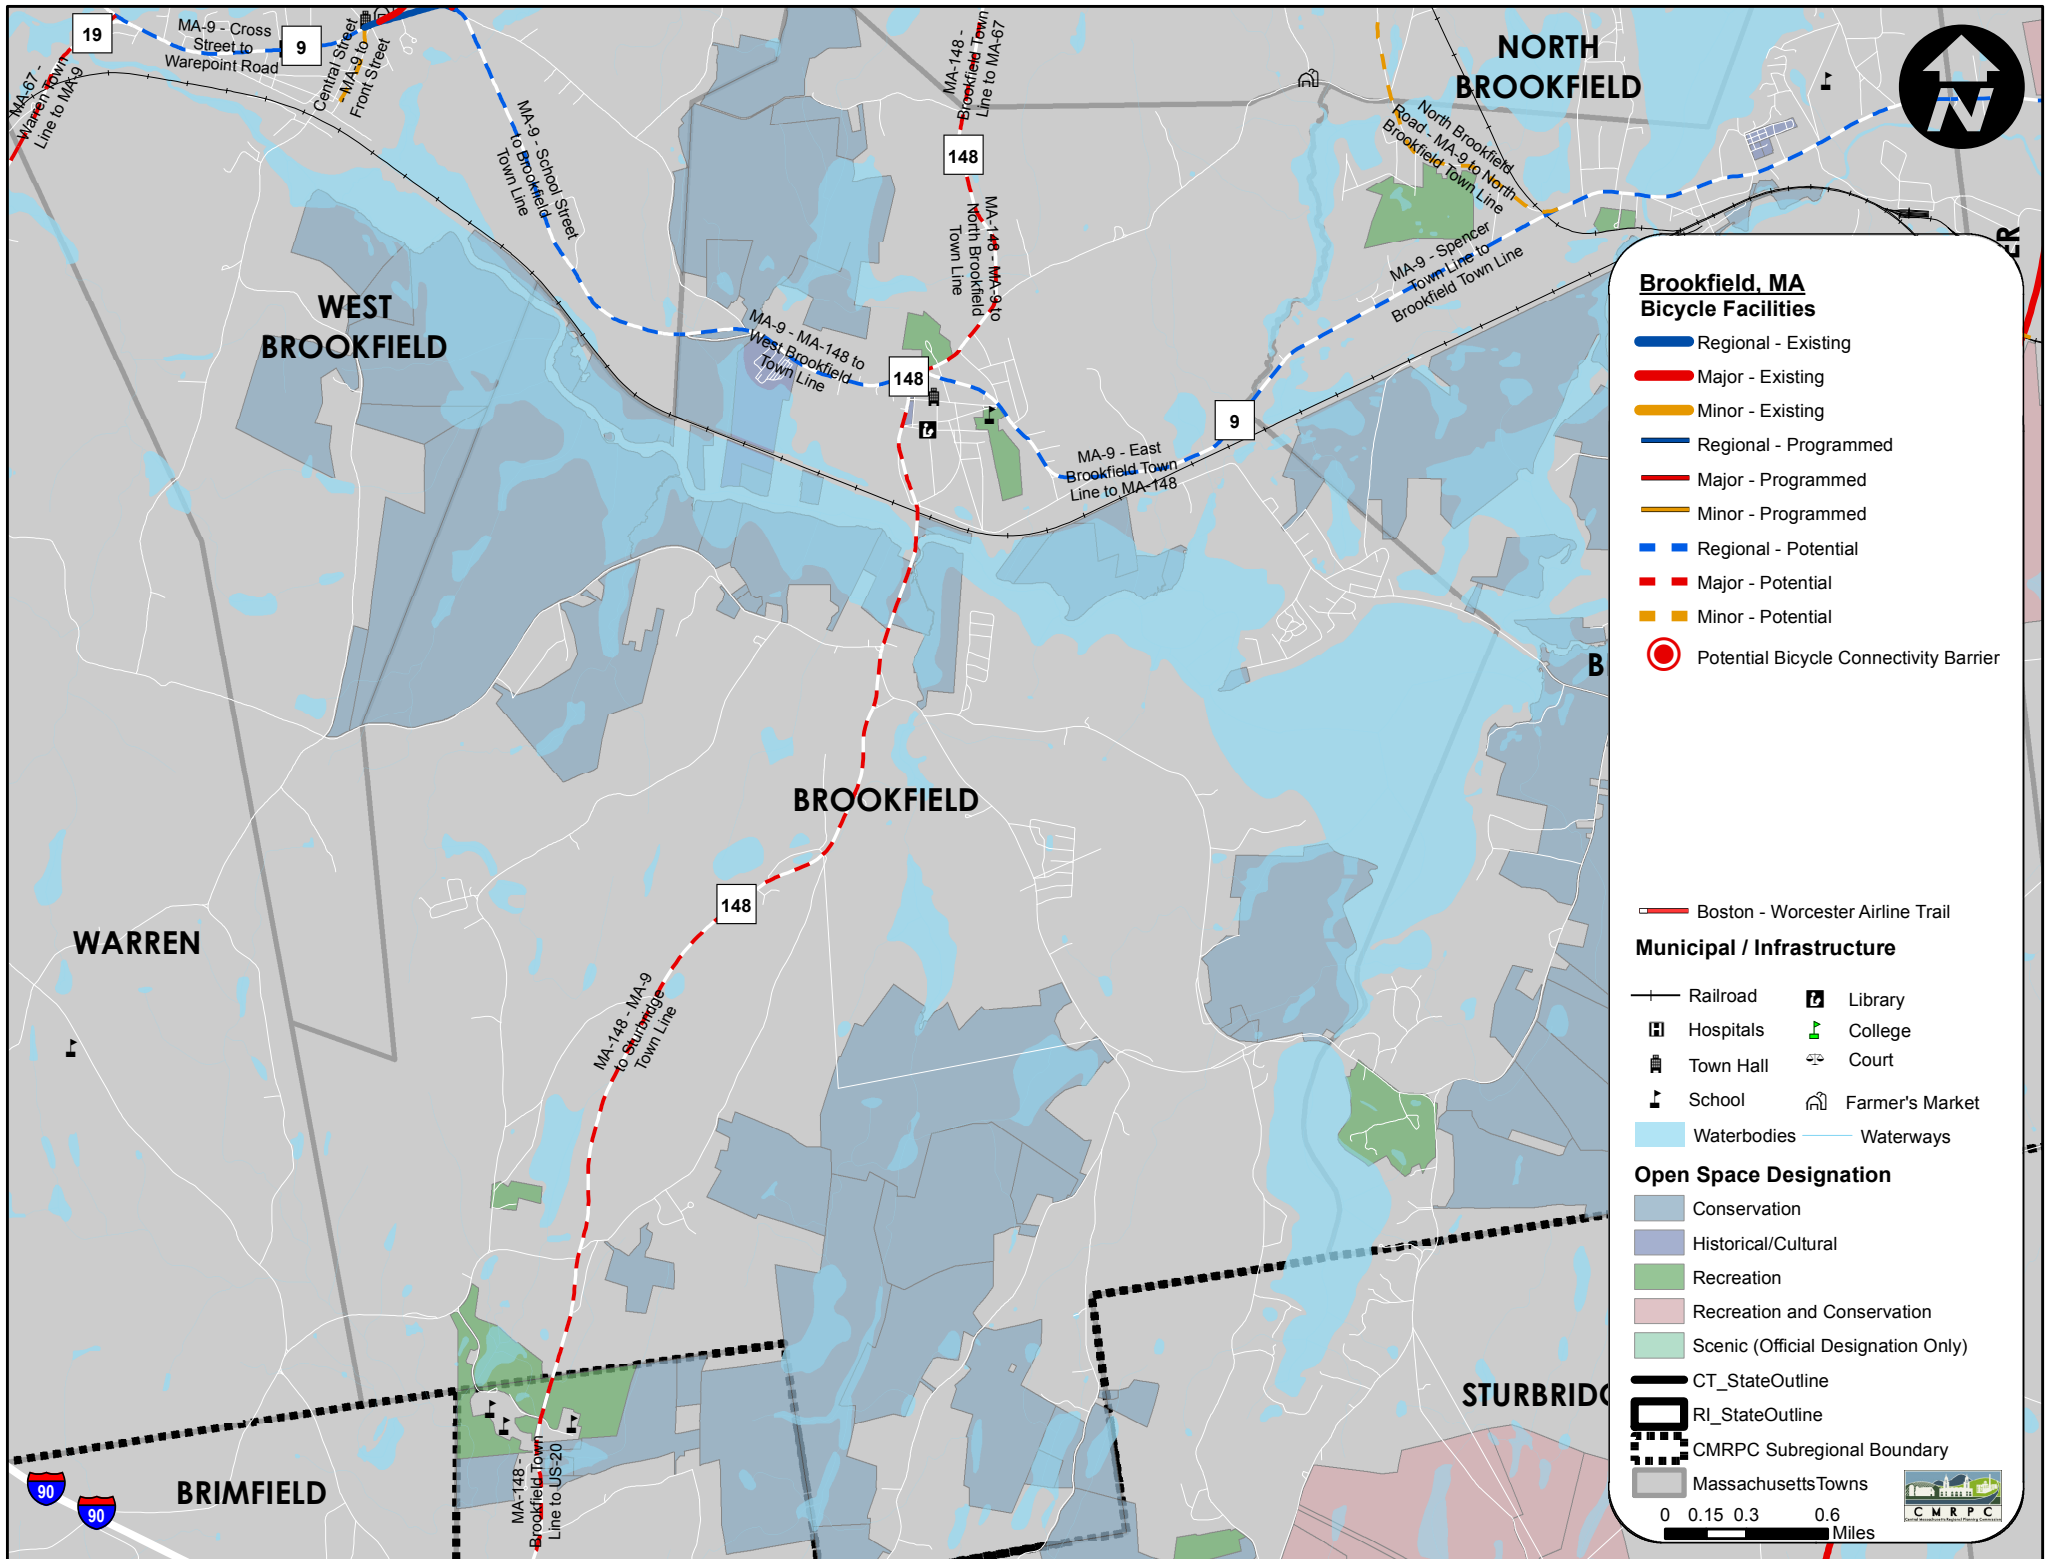 19
MA-9 - Cross
Street to
Warepoint Road
9
Central Street
- MA-9 to
Front Street
MA-67 -
Warren Town
Line to MA-9
MA-9 - School Street
to Brookfield
Town Line
MA-148 -
Brookfield Town
Line to MA-67
148
MA-148 - MA-9 to
North Brookfield
Town Line
NORTH
BROOKFIELD
North Brookfield
Road - MA-9 to North
Brookfield Town Line
MA-9 - Spencer
Town Line to
Brookfield Town Line
N
WEST
BROOKFIELD
MA-9 - MA-148 to
West Brookfield
Town Line
148
9
MA-9 - East
Brookfield Town
Line to MA-148
ER
B
BROOKFIELD
148
WARREN
MA-148 - MA-9
to Sturbridge
Town Line
STURBRIDG
BRIMFIELD
90
90
MA-148 -
Brookfield Town
Line to US-20
Brookfield, MA
Bicycle Facilities
Regional - Existing
Major - Existing
Minor - Existing
Regional - Programmed
Major - Programmed
Minor - Programmed
Regional - Potential
Major - Potential
Minor - Potential
Potential Bicycle Connectivity Barrier
Boston - Worcester Airline Trail
Municipal / Infrastructure
Railroad
Library
H Hospitals
College
Town Hall
Court
School
Farmer's Market
Waterbodies
Waterways
Open Space Designation
Conservation
Historical/Cultural
Recreation
Recreation and Conservation
Scenic (Official Designation Only)
CT_StateOutline
RI_StateOutline
CMRPC Subregional Boundary
MassachusettsTowns
0 0.15 0.3 0.6
Miles
CMRPC
Central Massachusetts Regional Planning Commission